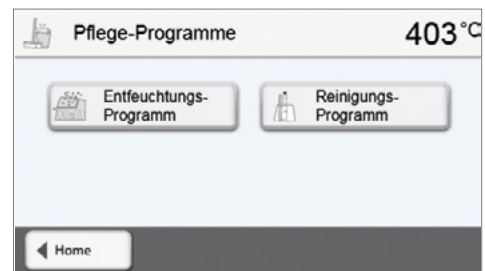 Pflege-Programme
403°C
Entfeuchtungs-
Programm
Reinigungs-
Programm
Home